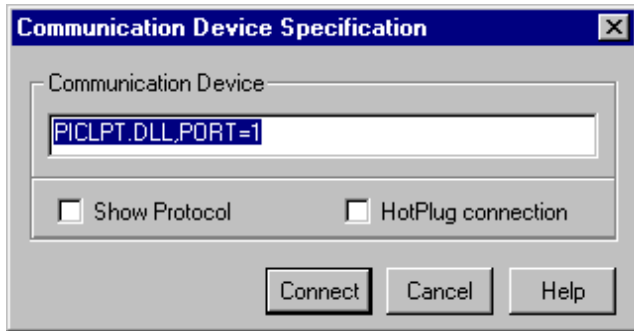 Communication Device Specification
Communication Device
PICLPT.DLL,PORT=1
Show Protocol HotPlug connection
Connect Cancel Help